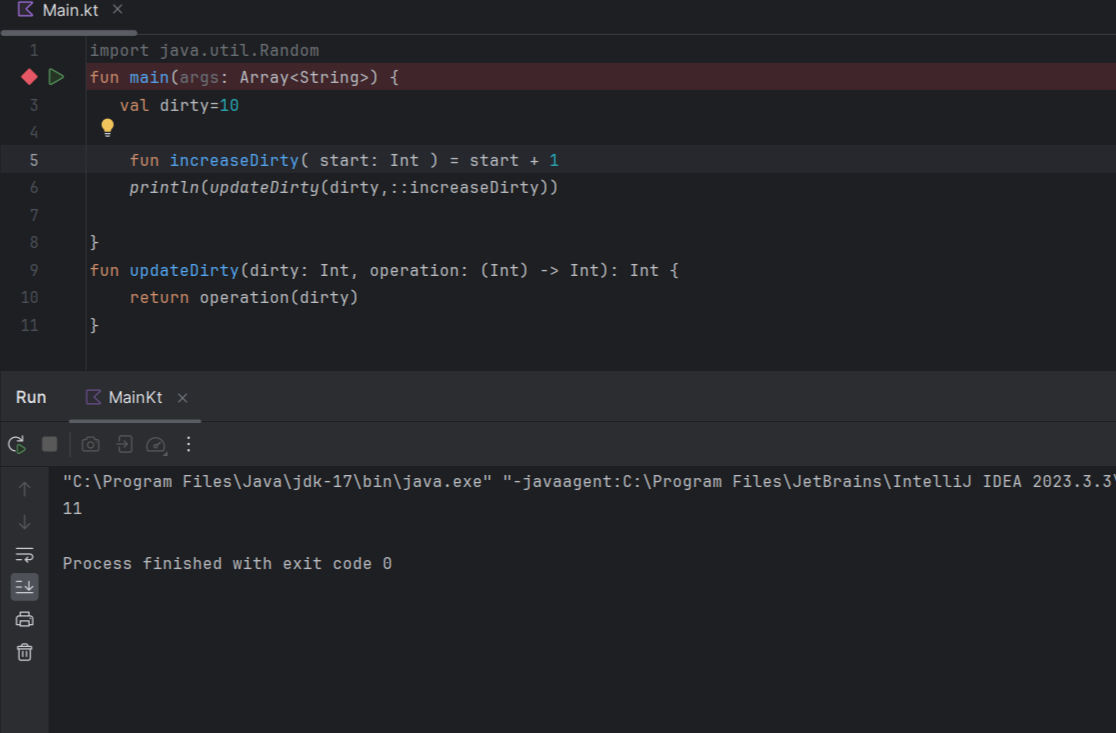 Main.kt
1 import java.util.Random
fun main(args: Array<String>) {
3 val dirty=10
4
5 fun increaseDirty( start: Int ) = start + 1
6 println(updateDirty(dirty,::increaseDirty))
7
8 }
9 fun updateDirty(dirty: Int, operation: (Int) -> Int): Int {
10 return operation(dirty)
11 }
Run MainKt
"C:\Program Files\Java\jdk-17\bin\java.exe" "-javaagent:C:\Program Files\JetBrains\IntelliJ IDEA 2023.3.3\
11
Process finished with exit code 0